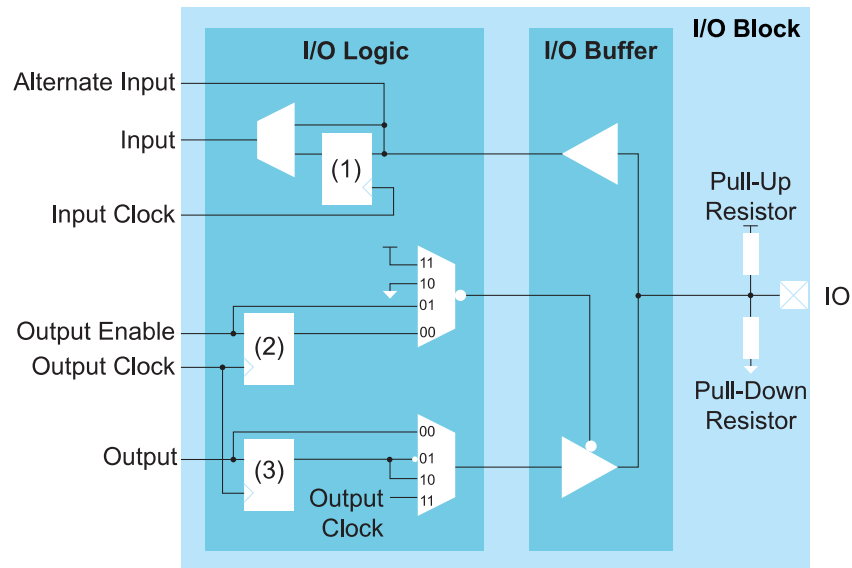 I/O Block
I/O Logic
I/O Buffer
Alternate Input
Input
(1)
Input Clock
Pull-Up
Resistor
11
10
01
00
IO
Output Enable
(2)
Output Clock
Pull-Down
Resistor
Output
(3)
00
01
10
11
Output
Clock